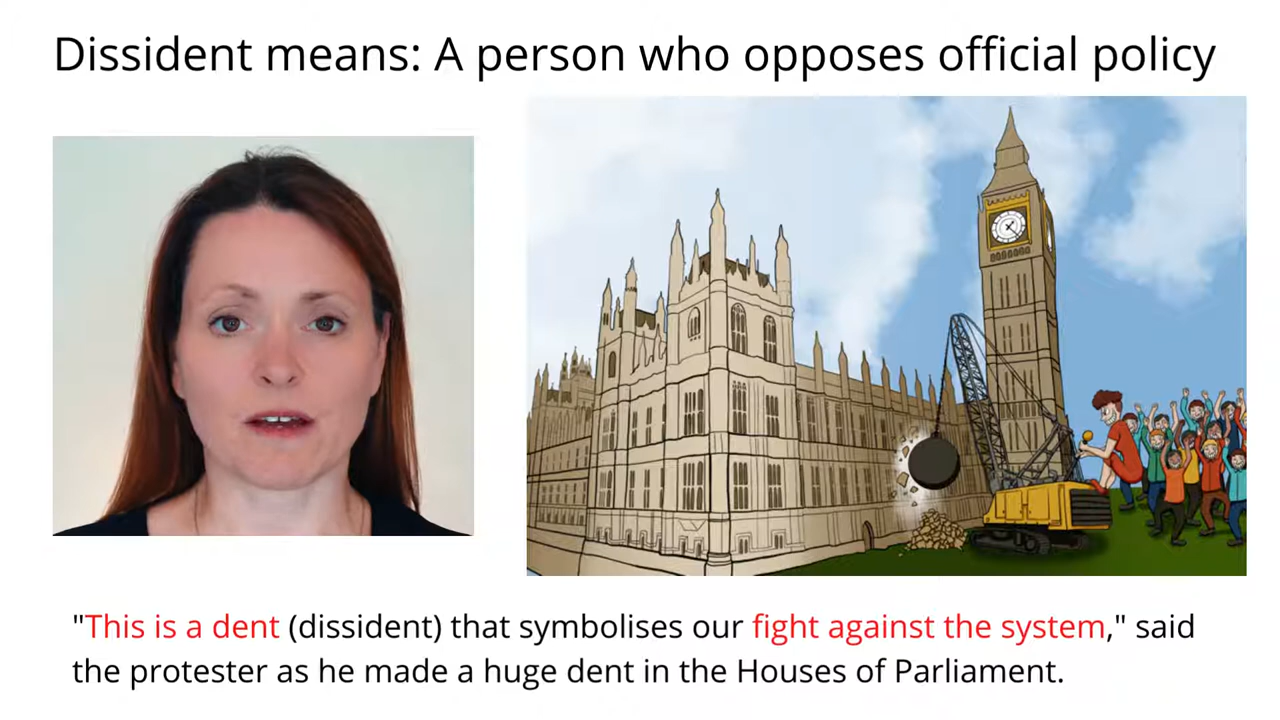 Dissident means: A person who opposes official policy
"This is a dent (dissident) that symbolises our fight against the system," said
the protester as he made a huge dent in the Houses of Parliament.